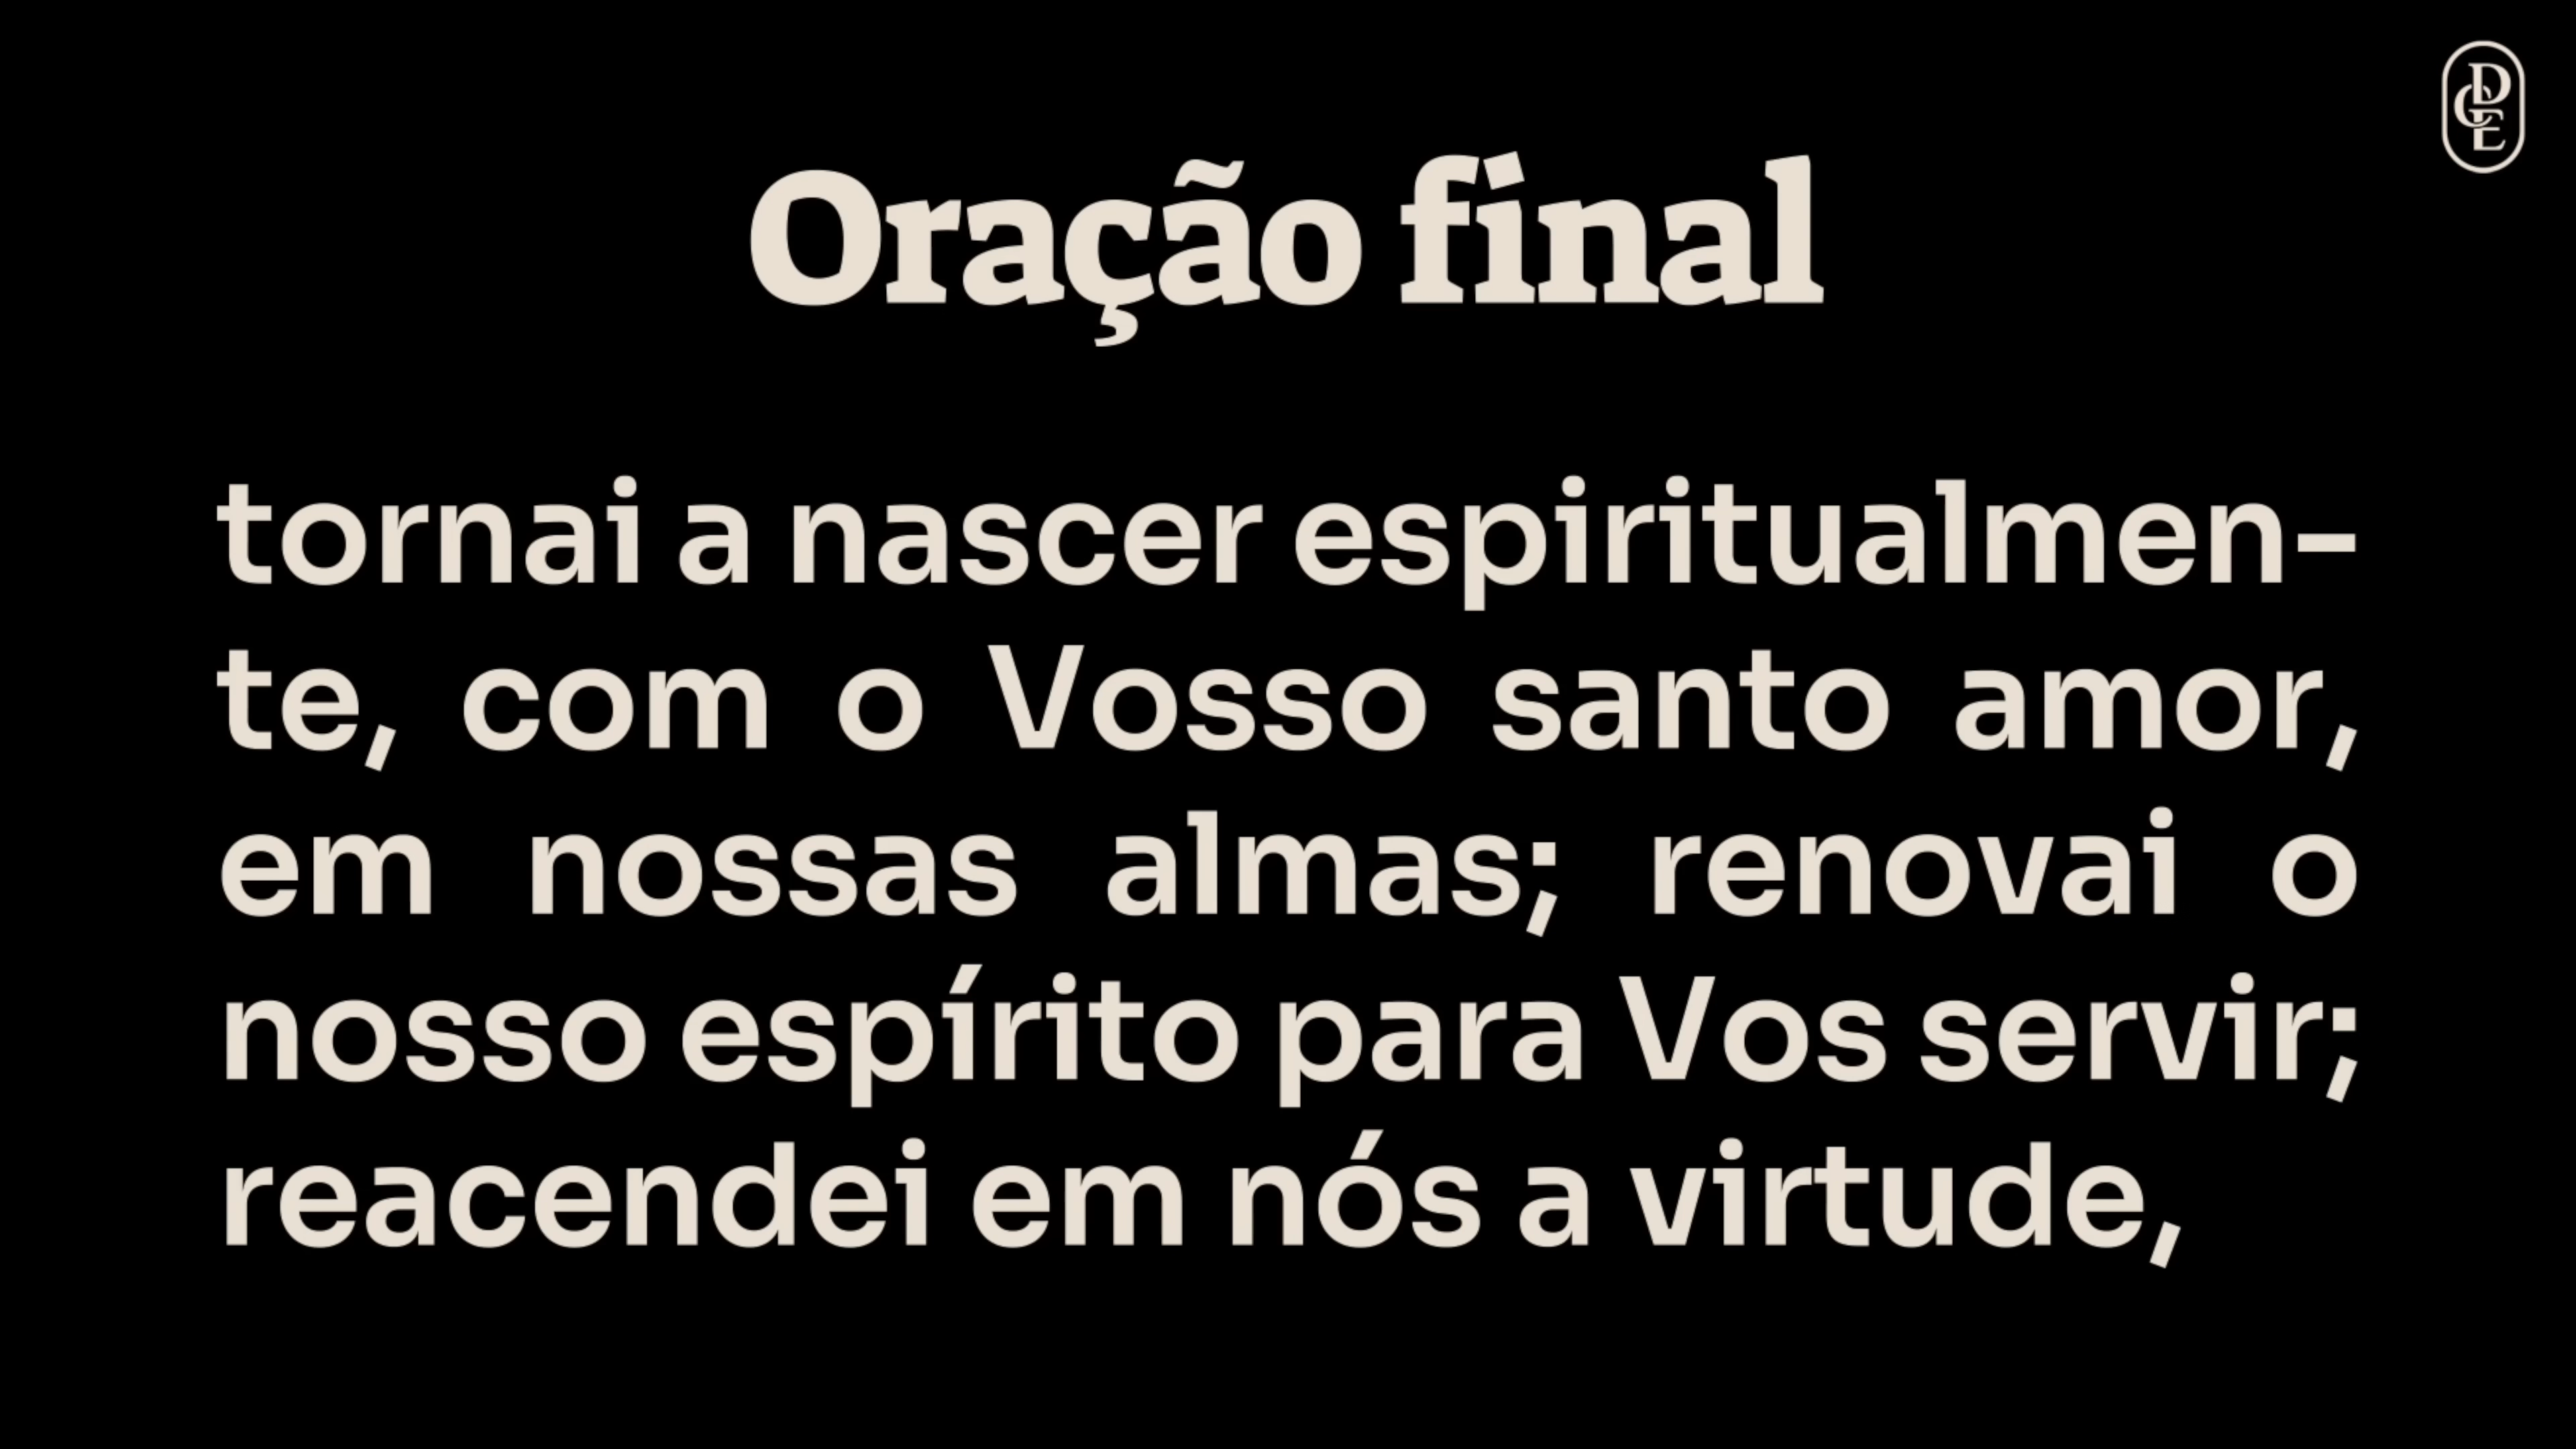 DCE
Oração final
tornai a nascer espiritualmen-
te, com o Vosso santo amor,
em nossas almas; renovai o
nosso espírito para Vos servir;
reacendei em nós a virtude,